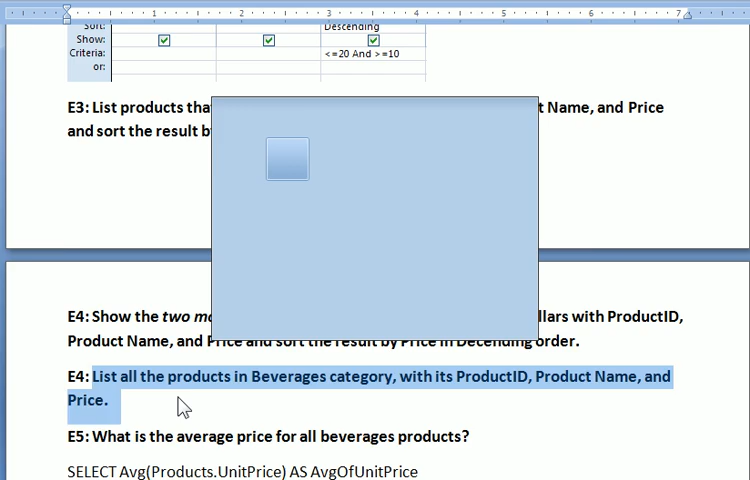 1 2 3 4 5 6 7
Sort: Descending
Show:
Criteria: <=20 And >=10
or:
E3: List products tha t Name, and Price
and sort the result b
E4: Show the two mo llars with ProductID,
Product Name, and Price and sort the result by Price in Decending order.
E4: List all the products in Beverages category, with its ProductID, Product Name, and
Price.
E5: What is the average price for all beverages products?
SELECT Avg(Products.UnitPrice) AS AvgOfUnitPrice